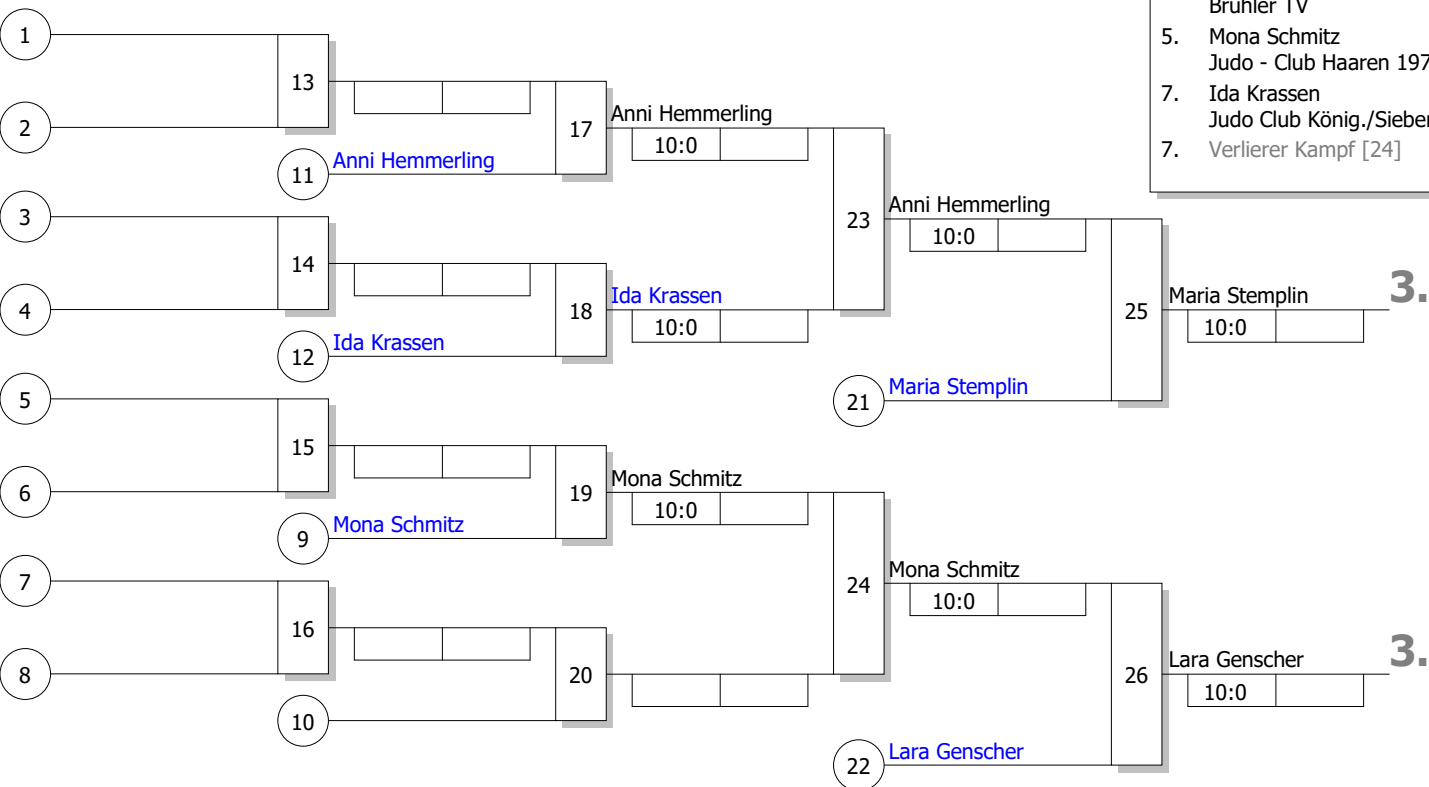 Brühler TV
5. Mona Schmitz
Judo - Club Haaren 197
7. Ida Krassen
Judo Club König./Sieben
7. Verlierer Kampf [24]
1
13
2
17
Anni Hemmerling
10:0
11
Anni Hemmerling
3
23
Anni Hemmerling
10:0
14
4
18
Ida Krassen
10:0
25
Maria Stemplin
3.
10:0
12
Ida Krassen
5
21
Maria Stemplin
15
6
19
Mona Schmitz
10:0
9
Mona Schmitz
7
24
Mona Schmitz
10:0
16
8
20
26
Lara Genscher
3.
10:0
10
22
Lara Genscher